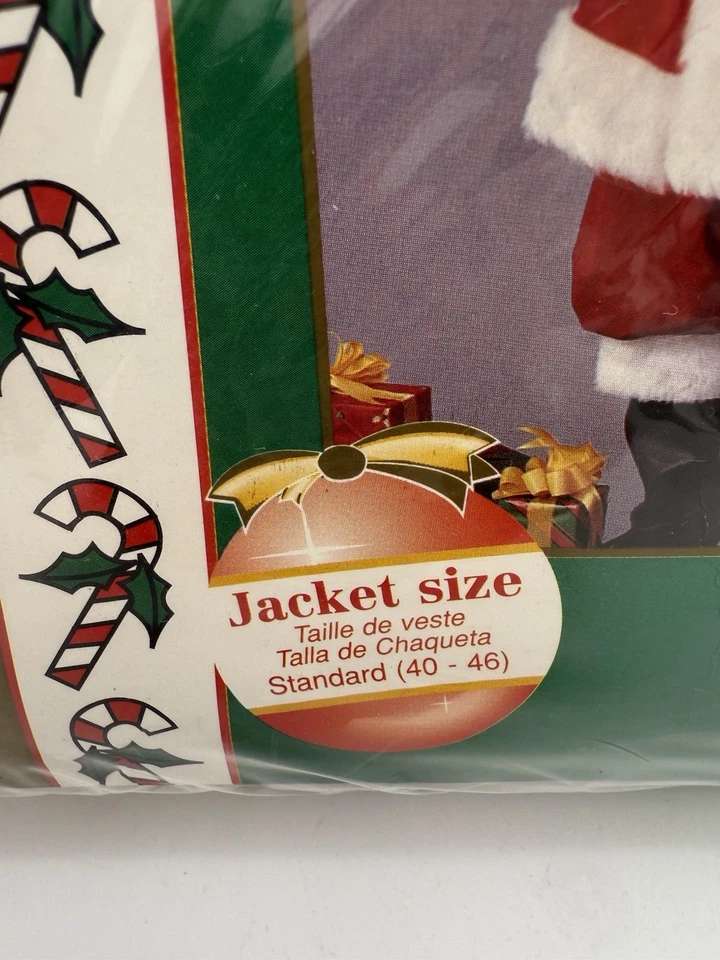 Jacket size
Taille de veste
Talla de Chaqueta
Standard (40 - 46)